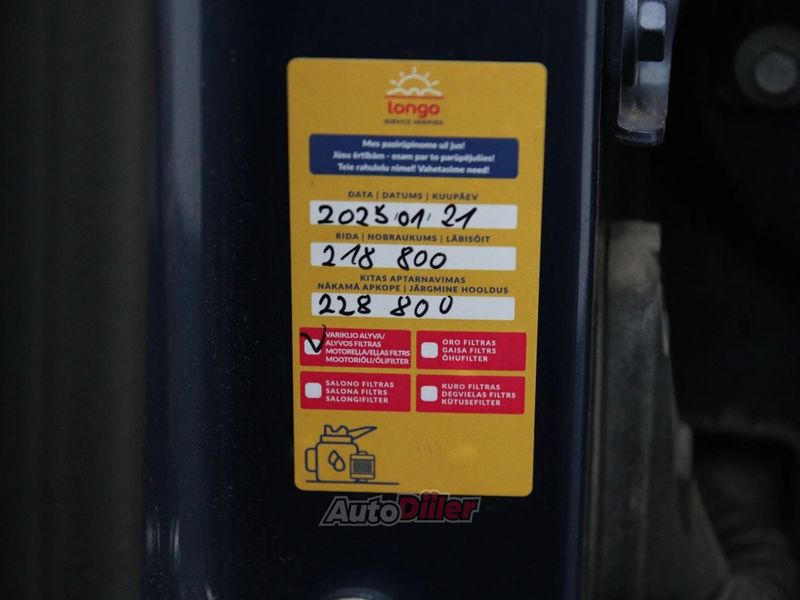 longo
SERVICE VERIFIED
Mes pasirūpinome už jus!
Jūsu ērtībām - esam par to parūpējušies!
Teie rahulolu nimel! Vahetasime need!
DATA | DATUMS | KUUPÄEV
2025/01/21
RIDA | NOBRAUKUMS | LÄBISÕIT
218 800
KITAS APTARNAVIMAS
NĀKAMĀ APKOPE | JÄRGMINE HOOLDUS
228 800
VARIKLIO ALYVA/
ALYVOS FILTRAS
MOTOREĻĻA/EĻĻAS FILTRS
MOOTORIÕLI/ÕLIFILTER
ORO FILTRAS
GAISA FILTRS
ÕHUFILTER
SALONO FILTRAS
SALONA FILTRS
SALONGIFILTER
KURO FILTRAS
DEGVIELAS FILTRS
KÜTUSEFILTER
AutoDiiler